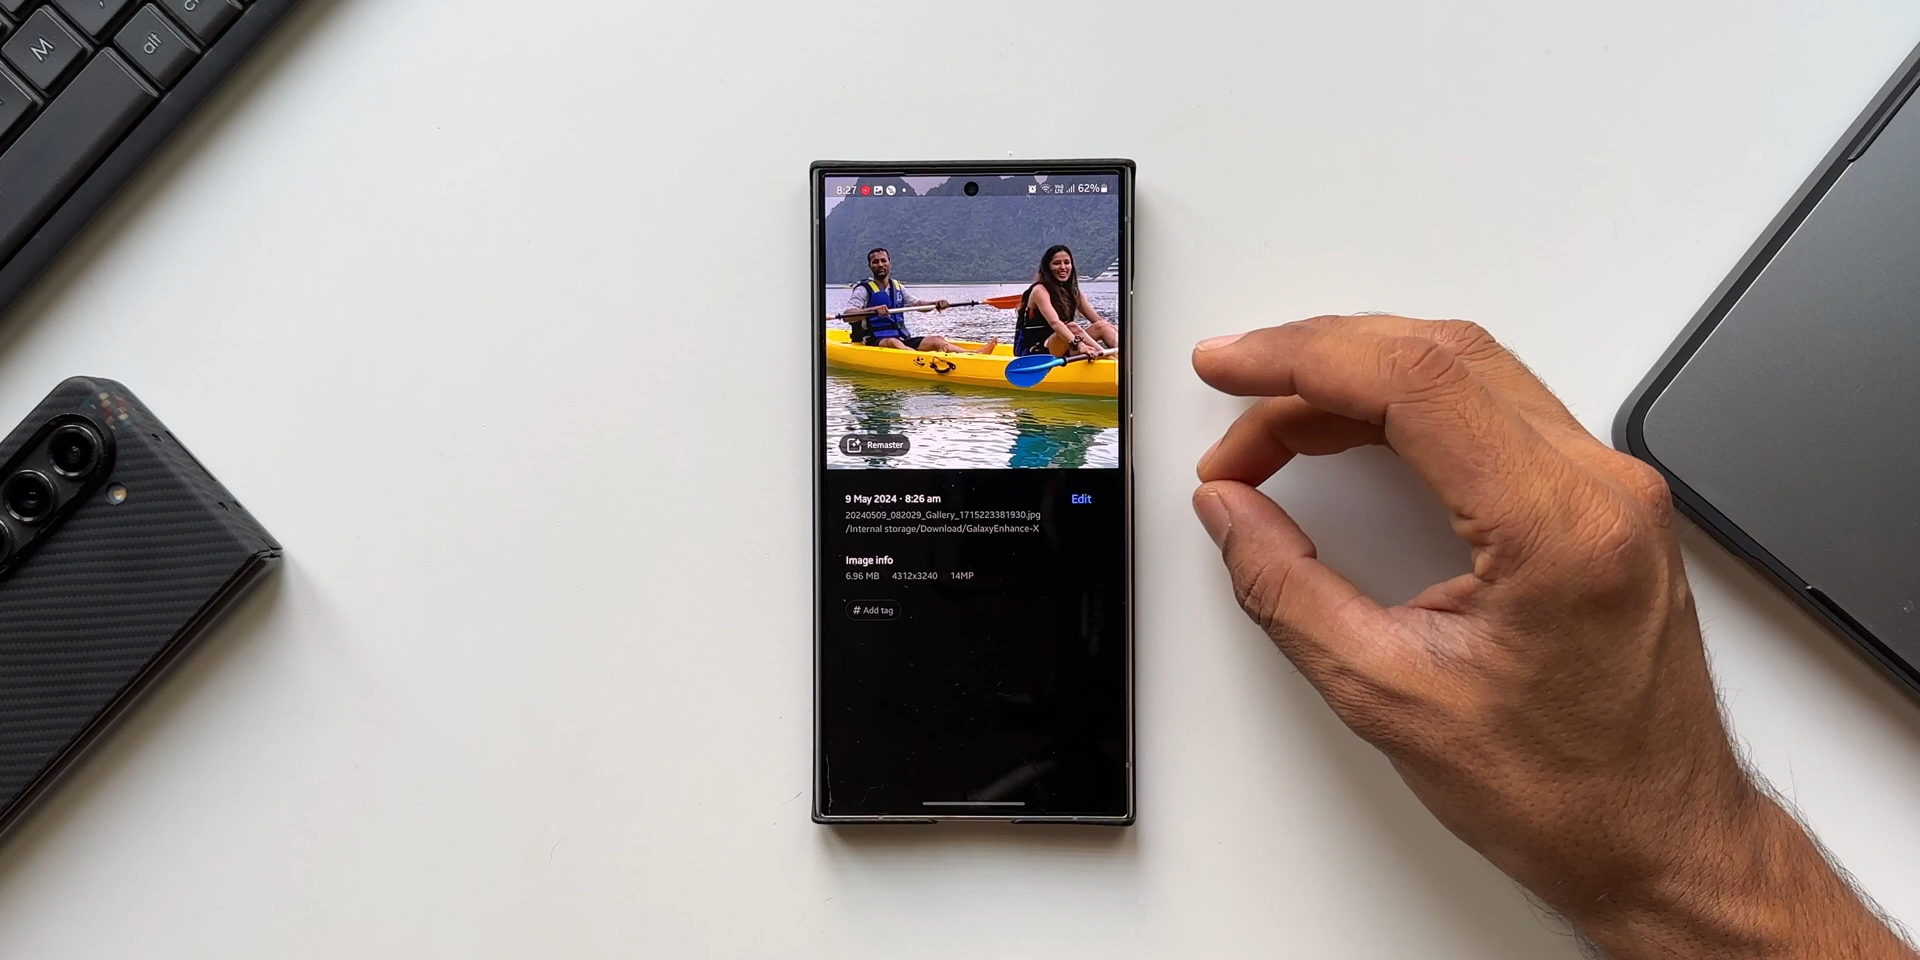 M
alt
8:27
62%
Remaster
9 May 2024 · 8:26 am
Edit
20240509_082029_Gallery_1715223381930.jpg
/Internal storage/Download/GalaxyEnhance-X
Image info
6.96 MB
4312x3240
14MP
# Add tag